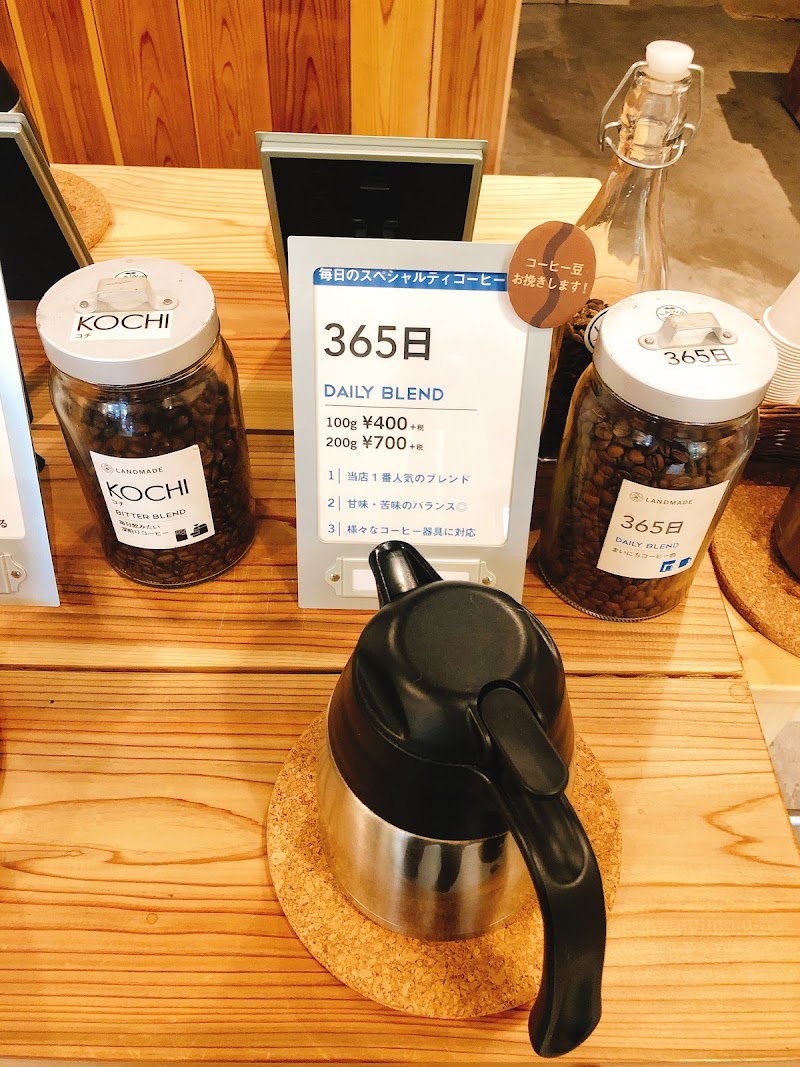 KOCHI
コチ
LANDMADE
KOCHI
コチ
BITTER BLEND
毎日飲みたい
深煎りコーヒー
る
毎日のスペシャルティコーヒー
コーヒー豆
お挽きします!
365日
DAILY BLEND
100g ¥400+税
200g ¥700+税
1 当店1番人気のブレンド
2 甘味・苦味のバランス◎
3 様々なコーヒー器具に対応
365日
LANDMADE
365日
DAILY BLEND
まいにちコーヒー色